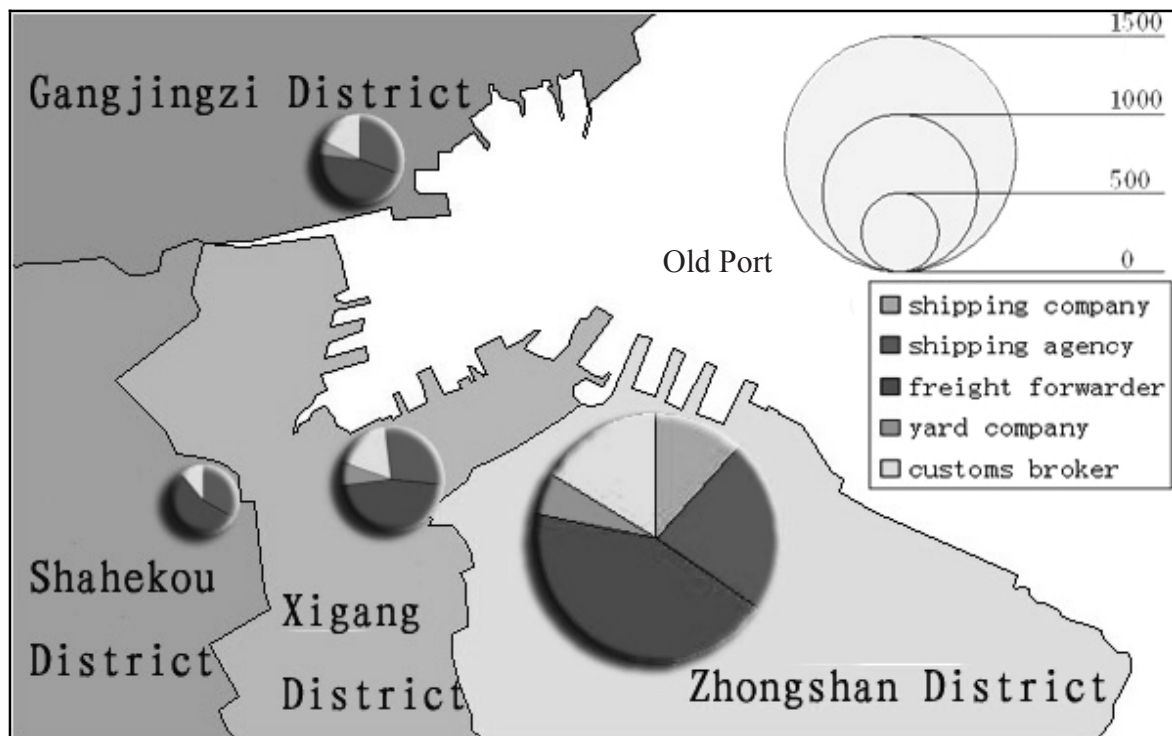 Gangjingzi District
1500
1000
500
0
Old Port
shipping company
shipping agency
freight forwarder
yard company
customs broker
Shahekou
District
Xigang
District
Zhongshan District